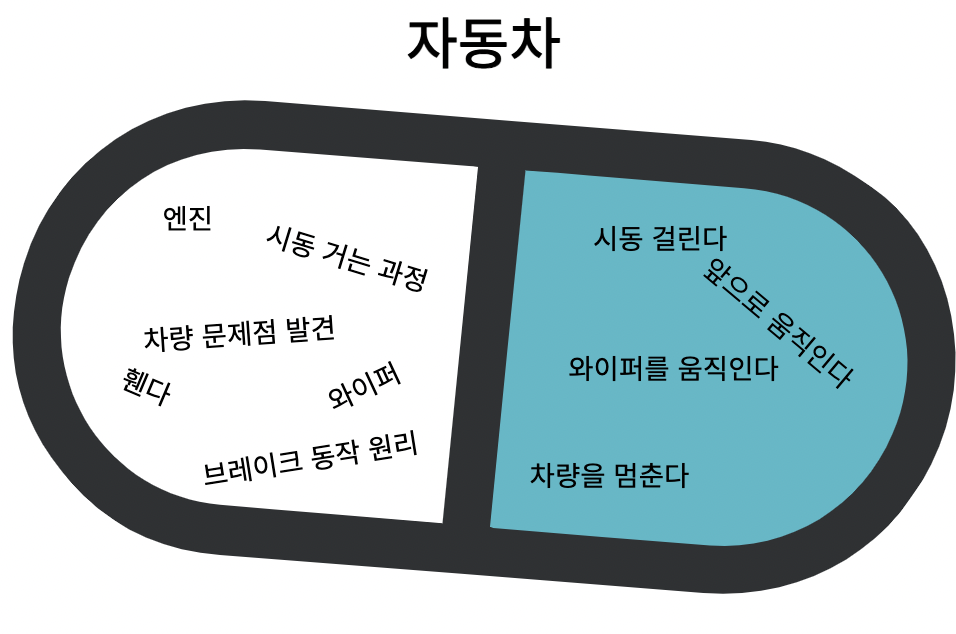 자동차
엔진
시동 거는 과정
차량 문제점 발견
훼다
와이퍼
브레이크 동작 원리
시동 걸린다
앞으로 움직인다
와이퍼를 움직인다
차량을 멈춘다